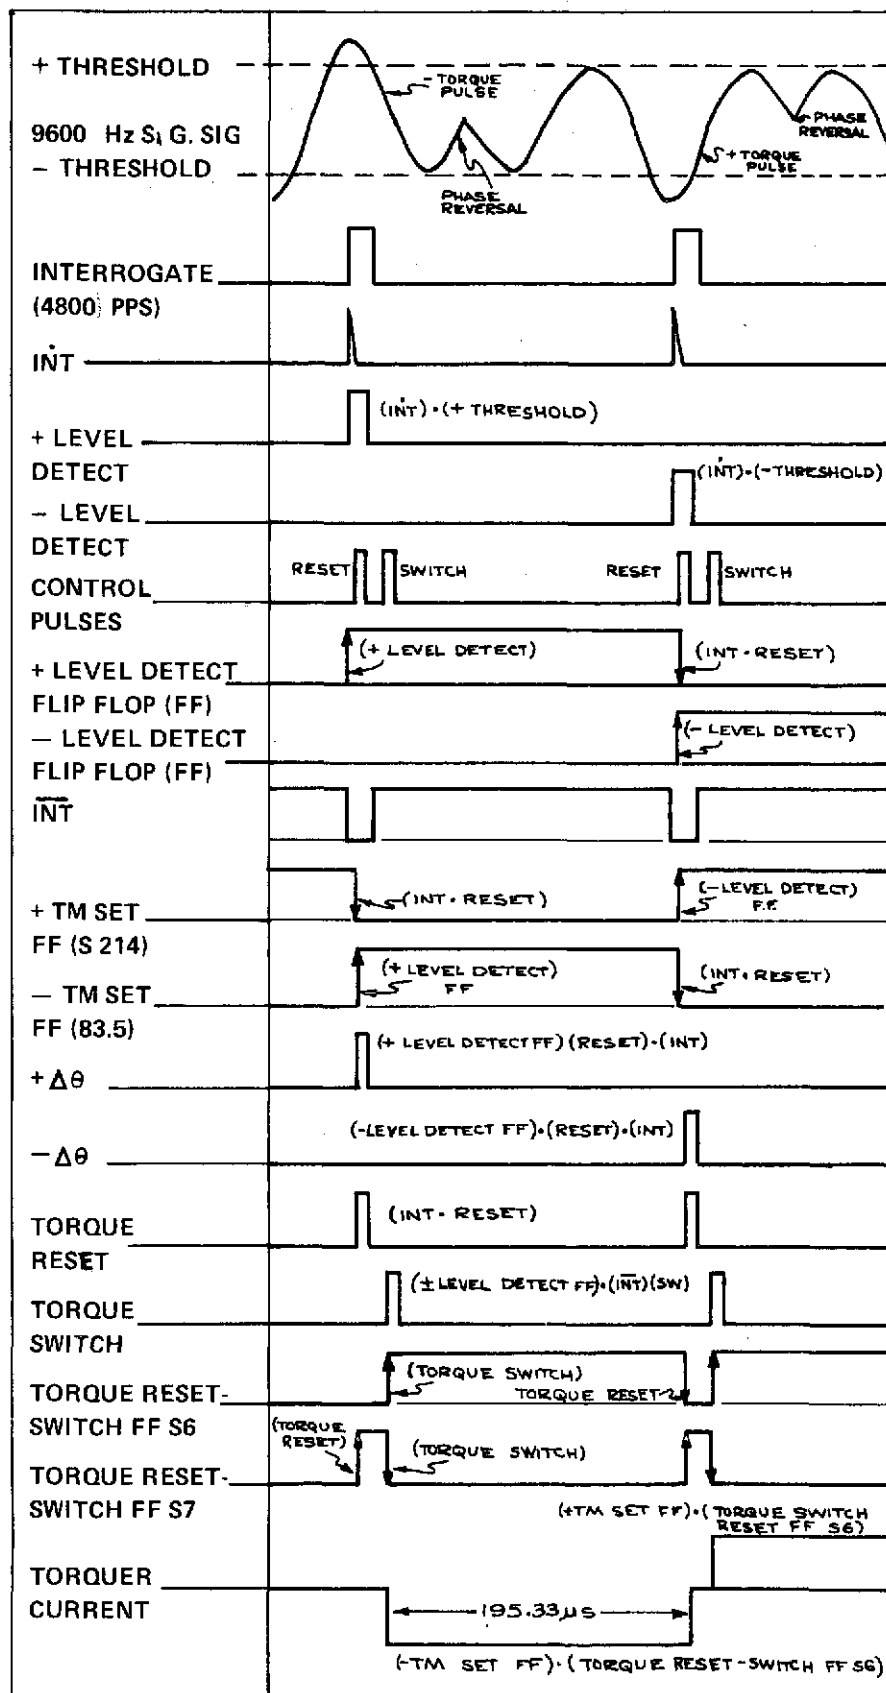 + THRESHOLD
- TORQUE
PULSE
9600 Hz S, G. SIG
- THRESHOLD
PHASE
REVERSAL
+ TORQUE
PULSE
PHASE
REVERSAL
INTERROGATE
(4800 PPS)
INT
(INT)·(+ THRESHOLD)
+ LEVEL
DETECT
(INT)·(-THRESHOLD)
- LEVEL
DETECT
RESET
SWITCH
RESET
SWITCH
CONTROL
PULSES
(+ LEVEL DETECT)
(INT·RESET)
+ LEVEL DETECT
FLIP FLOP (FF)
(- LEVEL DETECT)
— LEVEL DETECT
FLIP FLOP (FF)
INT
(INT·RESET)
(-LEVEL DETECT)
F.F.
+ TM SET
FF (S 214)
(+ LEVEL DETECT)
FF
(INT·RESET)
— TM SET
FF (83.5)
(+ LEVEL DETECT FF)(RESET)·(INT)
+Δθ
(-LEVEL DETECT FF)·(RESET)·(INT)
—Δθ
(INT·RESET)
TORQUE
RESET
(± LEVEL DETECT FF)·(INT)(SW)
TORQUE
SWITCH
(TORQUE SWITCH)
TORQUE RESET
TORQUE RESET-
SWITCH FF S6
(TORQUE
RESET)
(TORQUE SWITCH)
TORQUE RESET-
SWITCH FF S7
(+TM SET FF)·(TORQUE SWITCH
RESET FF S6)
TORQUER
CURRENT
195.33µs
(-TM SET FF)·(TORQUE RESET-SWITCH FF S6)